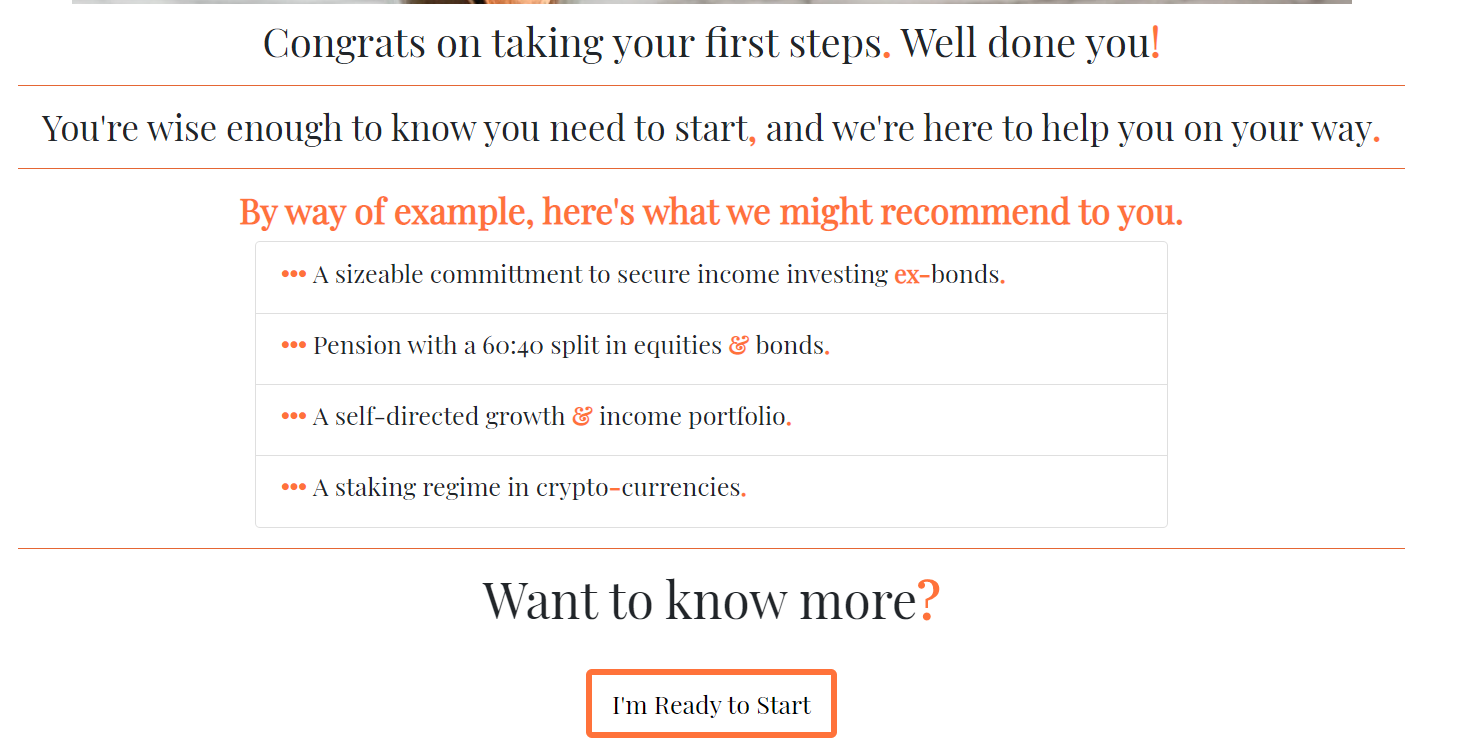 Congrats on taking your first steps. Well done you!
You're wise enough to know you need to start, and we're here to help you on your way.
By way of example, here's what we might recommend to you.
••• A sizeable committment to secure income investing ex-bonds.
••• Pension with a 60:40 split in equities & bonds.
••• A self-directed growth & income portfolio.
••• A staking regime in crypto-currencies.
Want to know more?
I'm Ready to Start